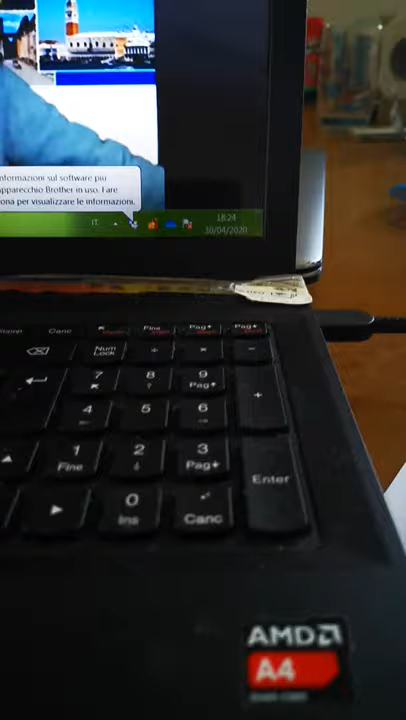 nformazioni sul software più
apparecchio Brother in uso. Fare
ona per visualizzare le informazioni.
IT
18:24
30/04/2020
Canc
Fine
Pag
Pag
Num
Lock
÷
×
-
7
8
9
Pag
+
4
5
6
1
Fine
2
3
Pag
Enter
0
Ins
Canc
AMD
A4